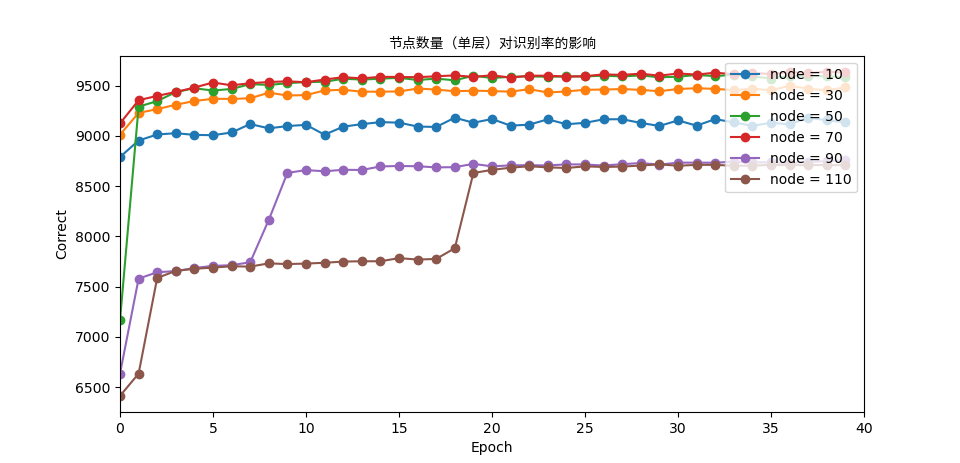 节点数量（单层）对识别率的影响
9500
9000
8500
8000
7500
7000
6500
Correct
0 5 10 15 20 25 30 35 40
Epoch
node = 10
node = 30
node = 50
node = 70
node = 90
node = 110